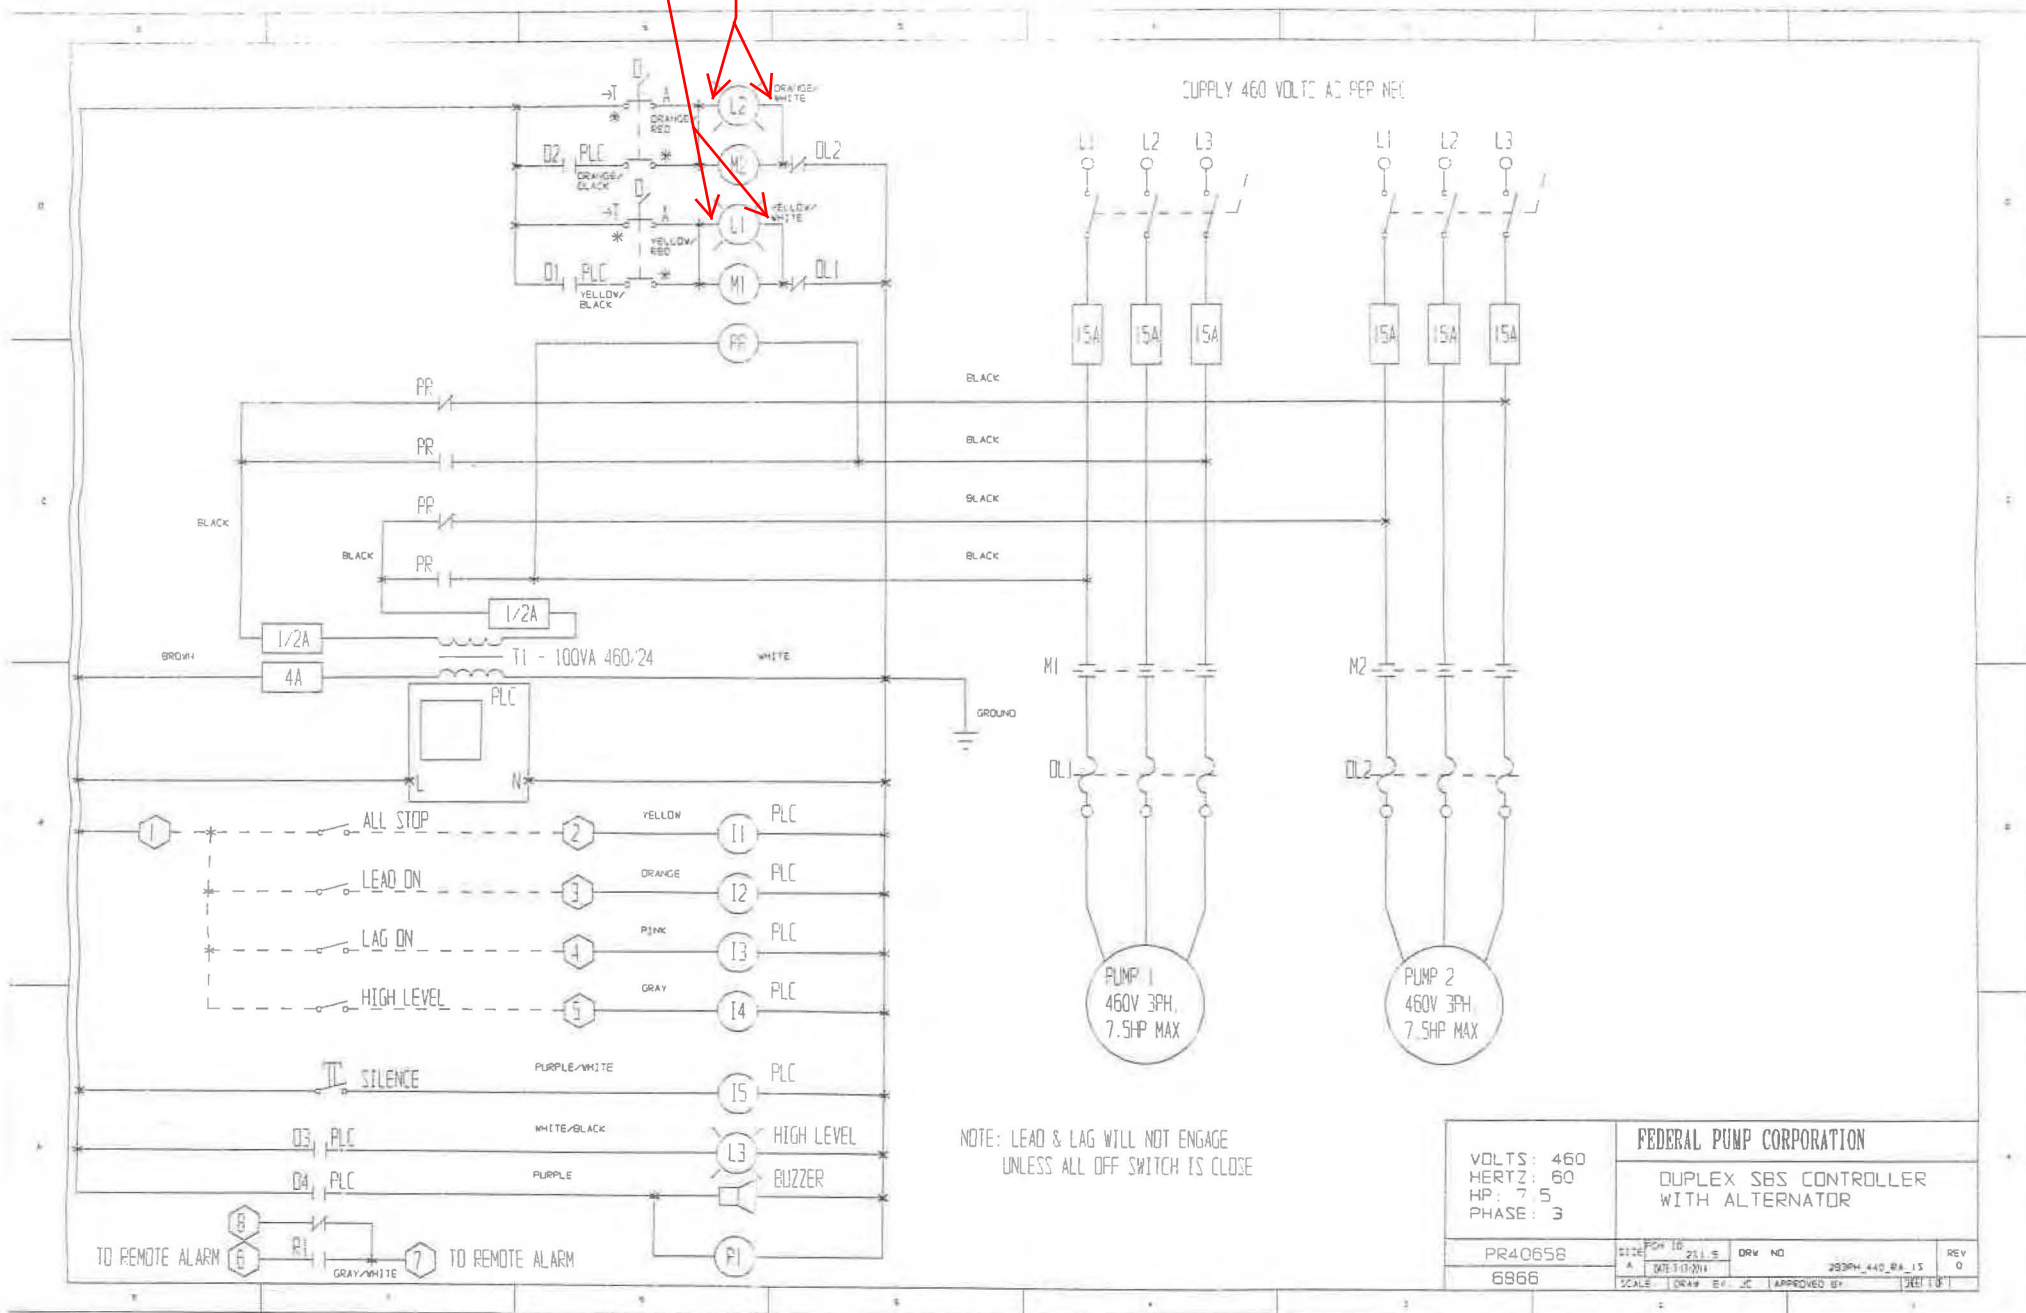 SUPPLY 460 VOLTS AC PER NEC
T
A
L2
ORANGE/
WHITE
ORANGE/
RED
O2
PLC
ORANGE/
BLACK
M2
OL2
T
A
L1
YELLOW/
WHITE
YELLOW/
RED
O1
PLC
YELLOW/
BLACK
M1
OL1
L1
L2
L3
L1
L2
L3
15A
15A
15A
15A
15A
15A
PR
BLACK
PR
BLACK
PR
BLACK
PR
BLACK
BLACK
BLACK
1/2A
1/2A
T1 - 100VA 460/24
BROWN
4A
WHITE
PLC
L
N
GROUND
M1
M2
OL1
OL2
1
ALL STOP
2
YELLOW
I1
PLC
LEAD ON
3
ORANGE
I2
PLC
LAG ON
4
PINK
I3
PLC
HIGH LEVEL
5
GRAY
I4
PLC
SILENCE
PURPLE/WHITE
I5
PLC
O3
PLC
WHITE/BLACK
L3
HIGH LEVEL
O4
PLC
PURPLE
BUZZER
8
TO REMOTE ALARM
6
R1
GRAY/WHITE
7
TO REMOTE ALARM
R1
PUMP 1
460V 3PH,
7.5HP MAX
PUMP 2
460V 3PH,
7.5HP MAX
NOTE: LEAD & LAG WILL NOT ENGAGE
UNLESS ALL OFF SWITCH IS CLOSE
VOLTS: 460
HERTZ: 60
HP: 7.5
PHASE: 3
FEDERAL PUMP CORPORATION
DUPLEX SBS CONTROLLER
WITH ALTERNATOR
PR40658
6966
SIZE
A
DRW NO
REV
0
SCALE:
APPROVED BY